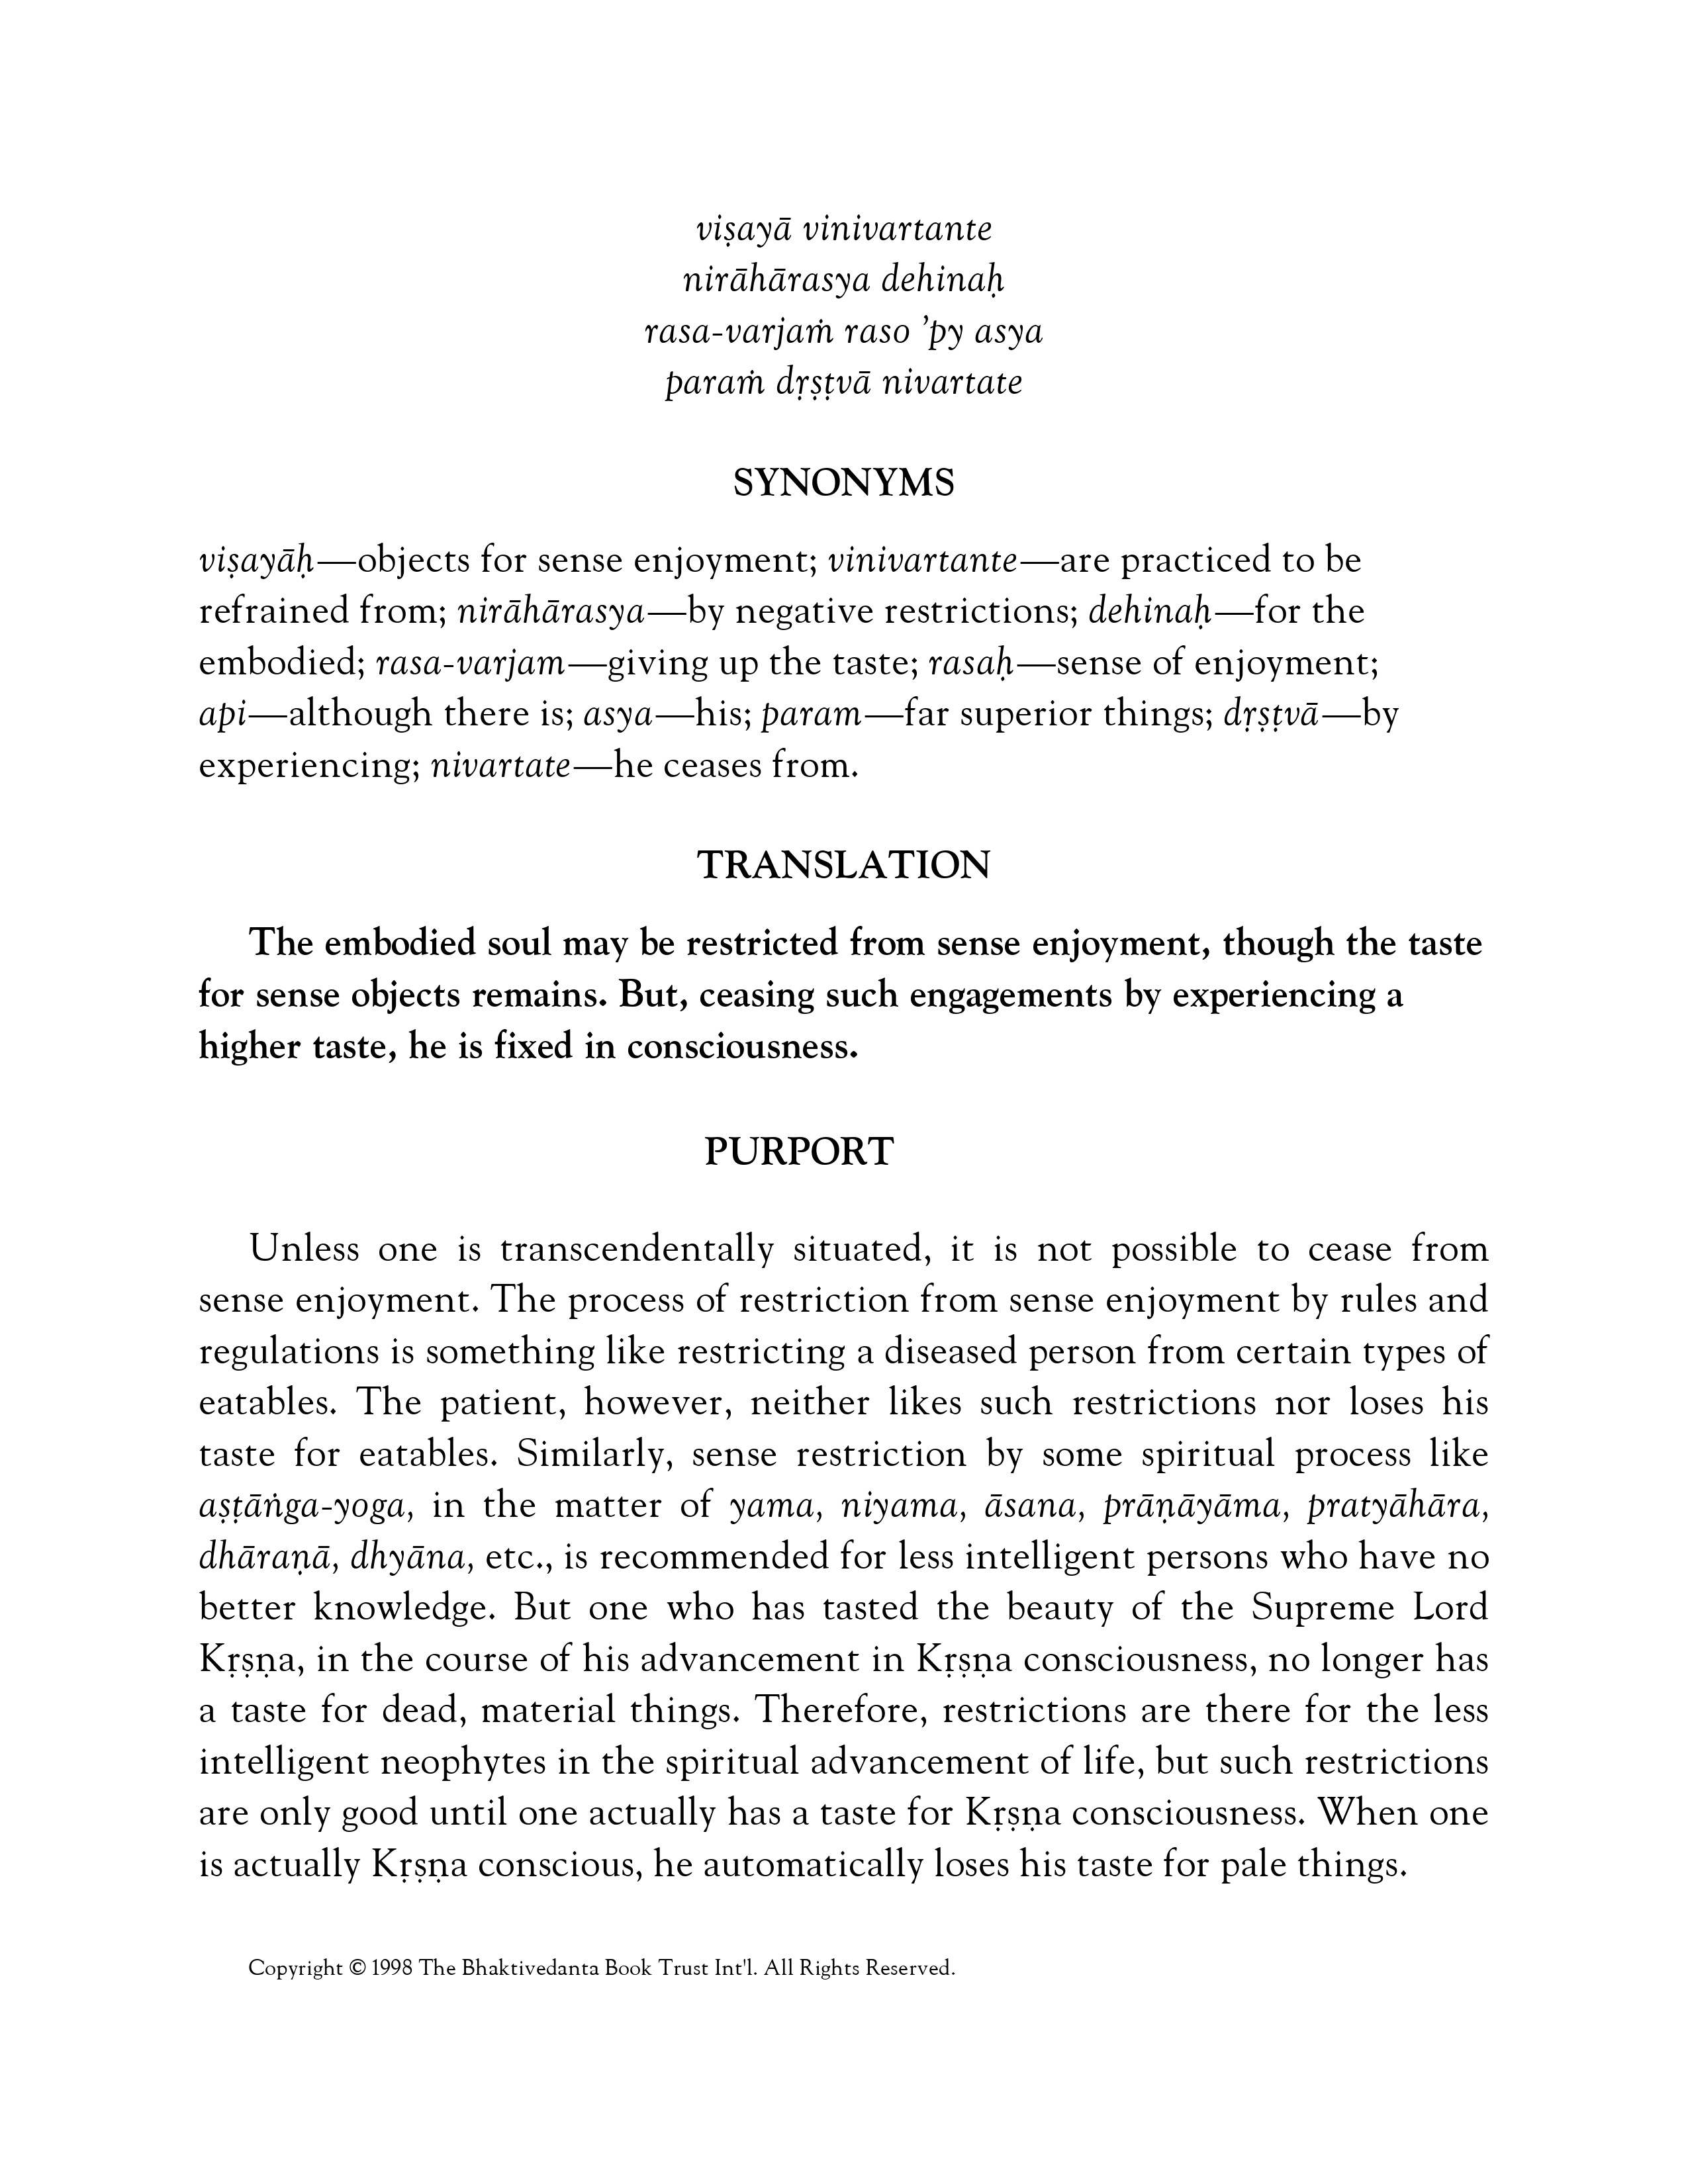 viṣayā vinivartante
nirāhārasya dehinaḥ
rasa-varjaṁ raso ’py asya
paraṁ dṛṣṭvā nivartate
SYNONYMS
viṣayāḥ—objects for sense enjoyment; vinivartante—are practiced to be
refrained from; nirāhārasya—by negative restrictions; dehinaḥ—for the
embodied; rasa-varjam—giving up the taste; rasaḥ—sense of enjoyment;
api—although there is; asya—his; param—far superior things; dṛṣṭvā—by
experiencing; nivartate—he ceases from.
TRANSLATION
The embodied soul may be restricted from sense enjoyment, though the taste
for sense objects remains. But, ceasing such engagements by experiencing a
higher taste, he is fixed in consciousness.
PURPORT
Unless one is transcendentally situated, it is not possible to cease from
sense enjoyment. The process of restriction from sense enjoyment by rules and
regulations is something like restricting a diseased person from certain types of
eatables. The patient, however, neither likes such restrictions nor loses his
taste for eatables. Similarly, sense restriction by some spiritual process like
aṣṭāṅga-yoga, in the matter of yama, niyama, āsana, prāṇāyāma, pratyāhāra,
dhāraṇā, dhyāna, etc., is recommended for less intelligent persons who have no
better knowledge. But one who has tasted the beauty of the Supreme Lord
Kṛṣṇa, in the course of his advancement in Kṛṣṇa consciousness, no longer has
a taste for dead, material things. Therefore, restrictions are there for the less
intelligent neophytes in the spiritual advancement of life, but such restrictions
are only good until one actually has a taste for Kṛṣṇa consciousness. When one
is actually Kṛṣṇa conscious, he automatically loses his taste for pale things.
Copyright © 1998 The Bhaktivedanta Book Trust Int'l. All Rights Reserved.